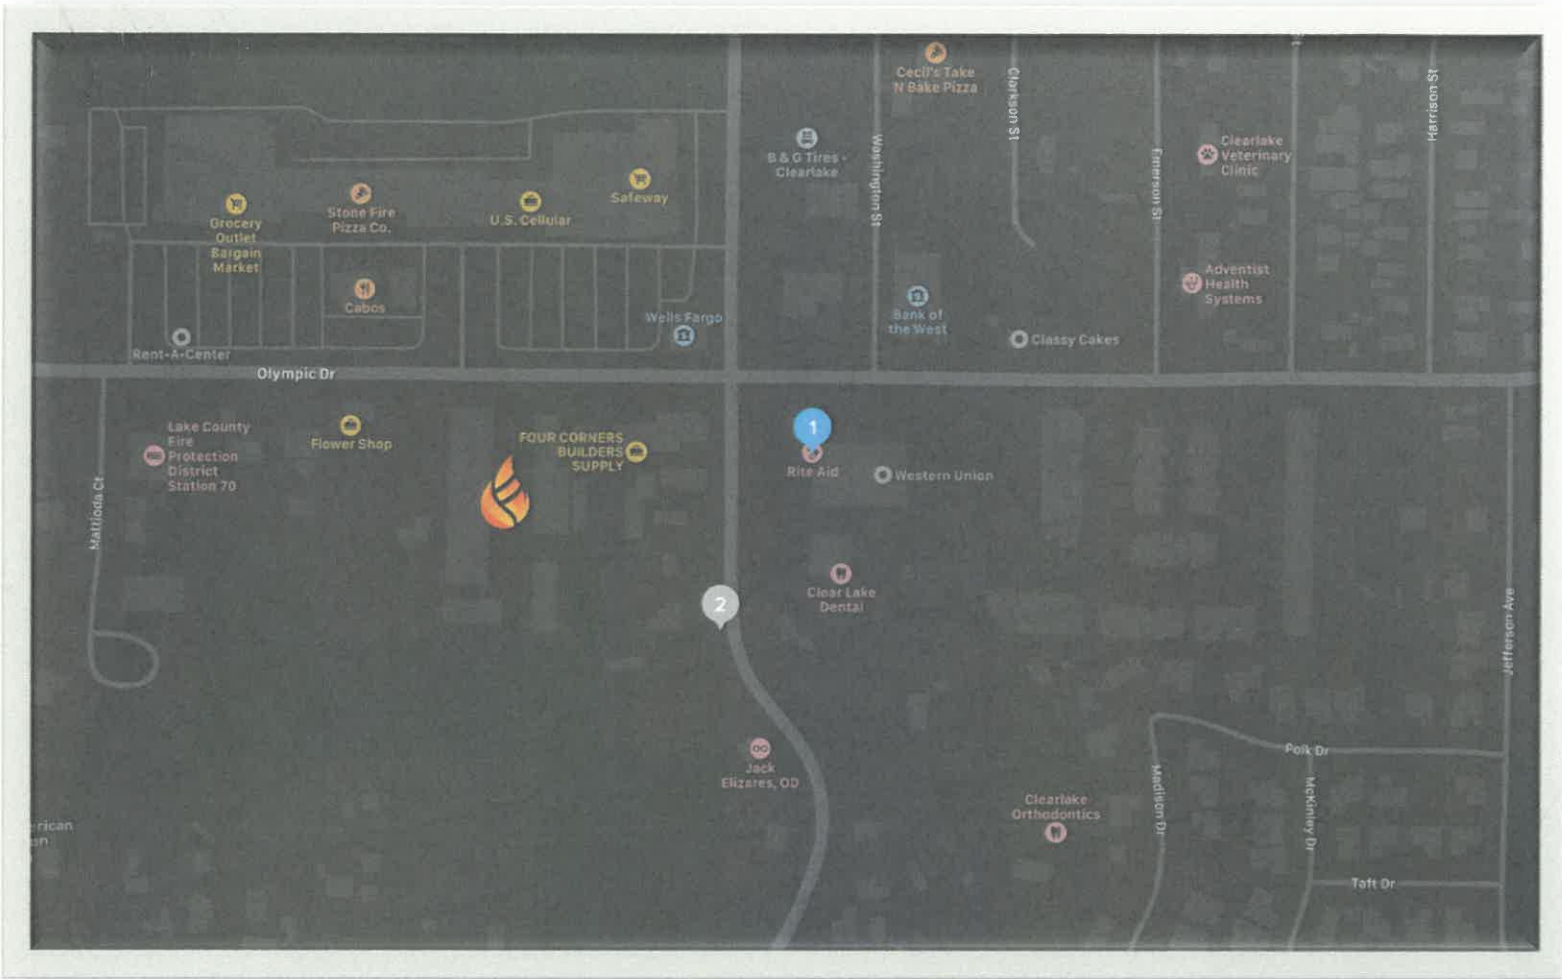 Cecil's Take
N Bake Pizza
Clarkson St
Harrison St
B & G Tires -
Clearlake
Washington St
Emerson St
Clearlake
Veterinary
Clinic
Safeway
Stone Fire
Pizza Co.
U.S. Cellular
Grocery
Outlet
Bargain
Market
Cabos
Adventist
Health
Systems
Wells Fargo
Bank of
the West
Classy Cakes
Rent-A-Center
Olympic Dr
Lake County
Fire
Protection
District
Station 70
Flower Shop
FOUR CORNERS
BUILDERS
SUPPLY
1
Rite Aid
Western Union
Mattioda Ct
Clear Lake
Dental
2
Jefferson Ave
Jack
Elizares, OD
Polk Dr
Madison Dr
McKinley Dr
Clearlake
Orthodontics
Taft Dr